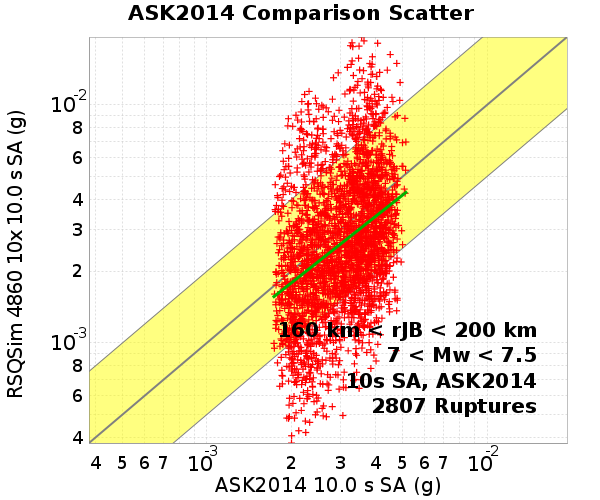 ASK2014 Comparison Scatter
RSQSim 4860 10x 10.0 s SA (g)
10-2
8
6
4
3
2
10-3
8
6
4
160 km < rJB < 200 km
7 < Mw < 7.5
10s SA, ASK2014
2807 Ruptures
4 5 6 7 10-3 2 3 4 5 6 7 10-2
ASK2014 10.0 s SA (g)